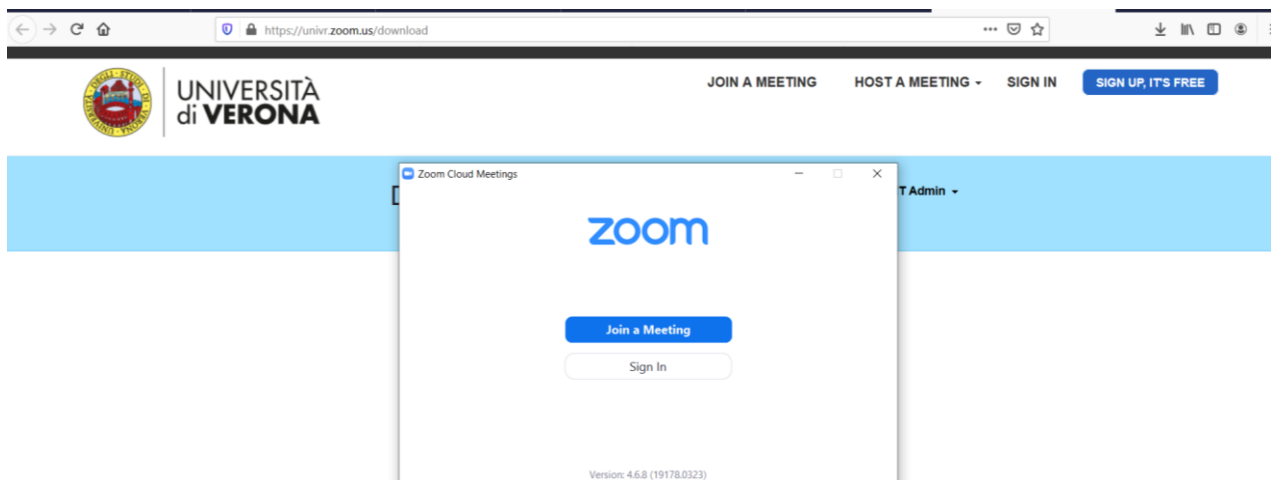 https://univr.zoom.us/download
UNIVERSITÀ
di VERONA
JOIN A MEETING
HOST A MEETING
SIGN IN
SIGN UP, IT'S FREE
Zoom Cloud Meetings
T Admin
zoom
Join a Meeting
Sign In
Version: 4.6.8 (19178.0323)